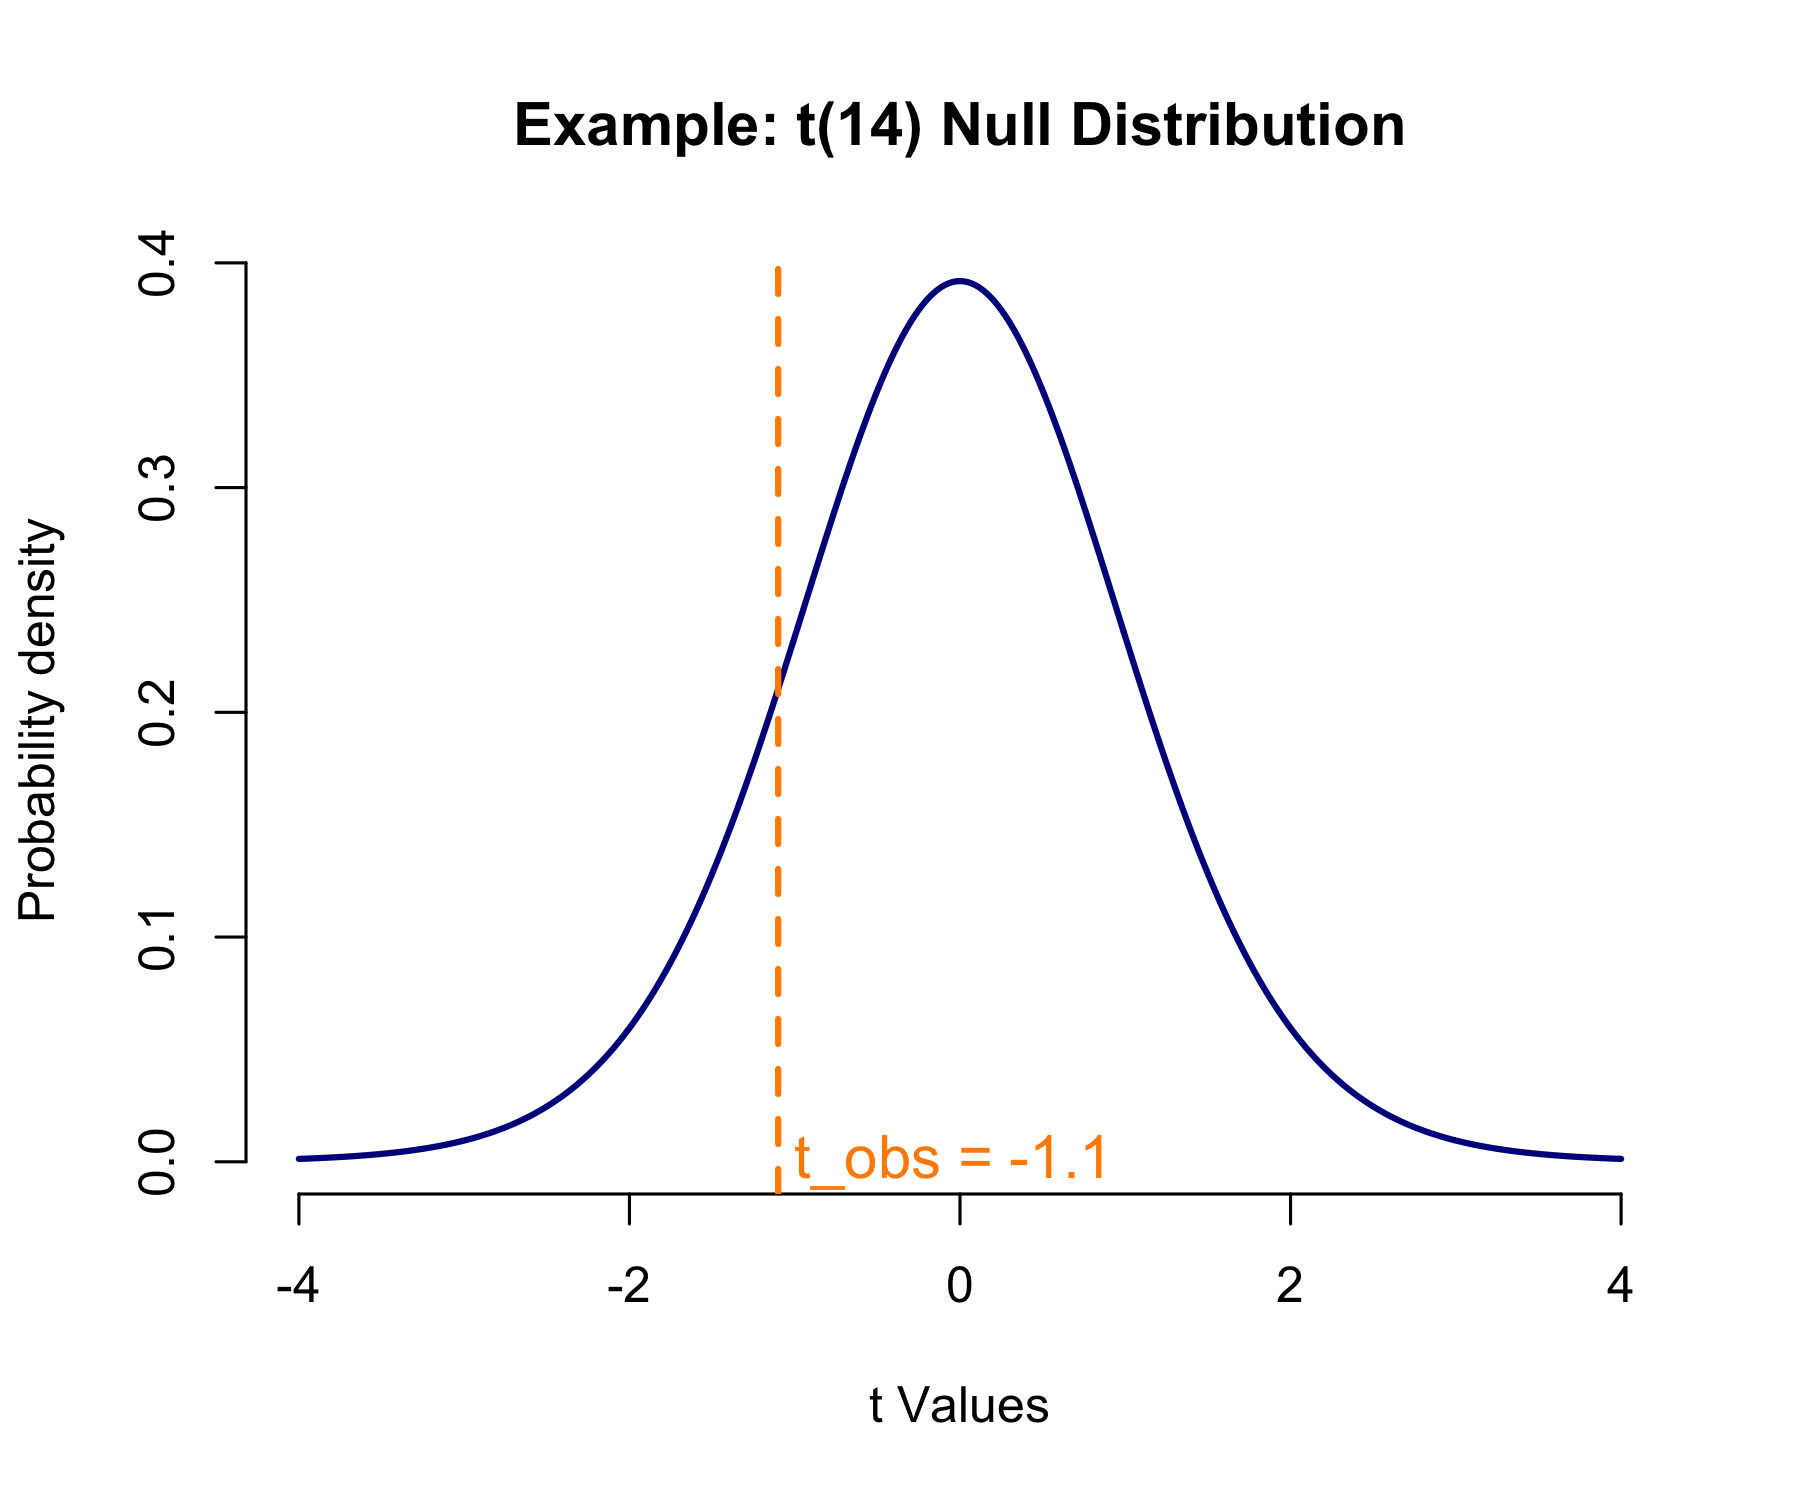 Example: t(14) Null Distribution
Probability density
0.4
0.3
0.2
0.1
0.0
t_obs = -1.1
-4 -2 0 2 4
t Values